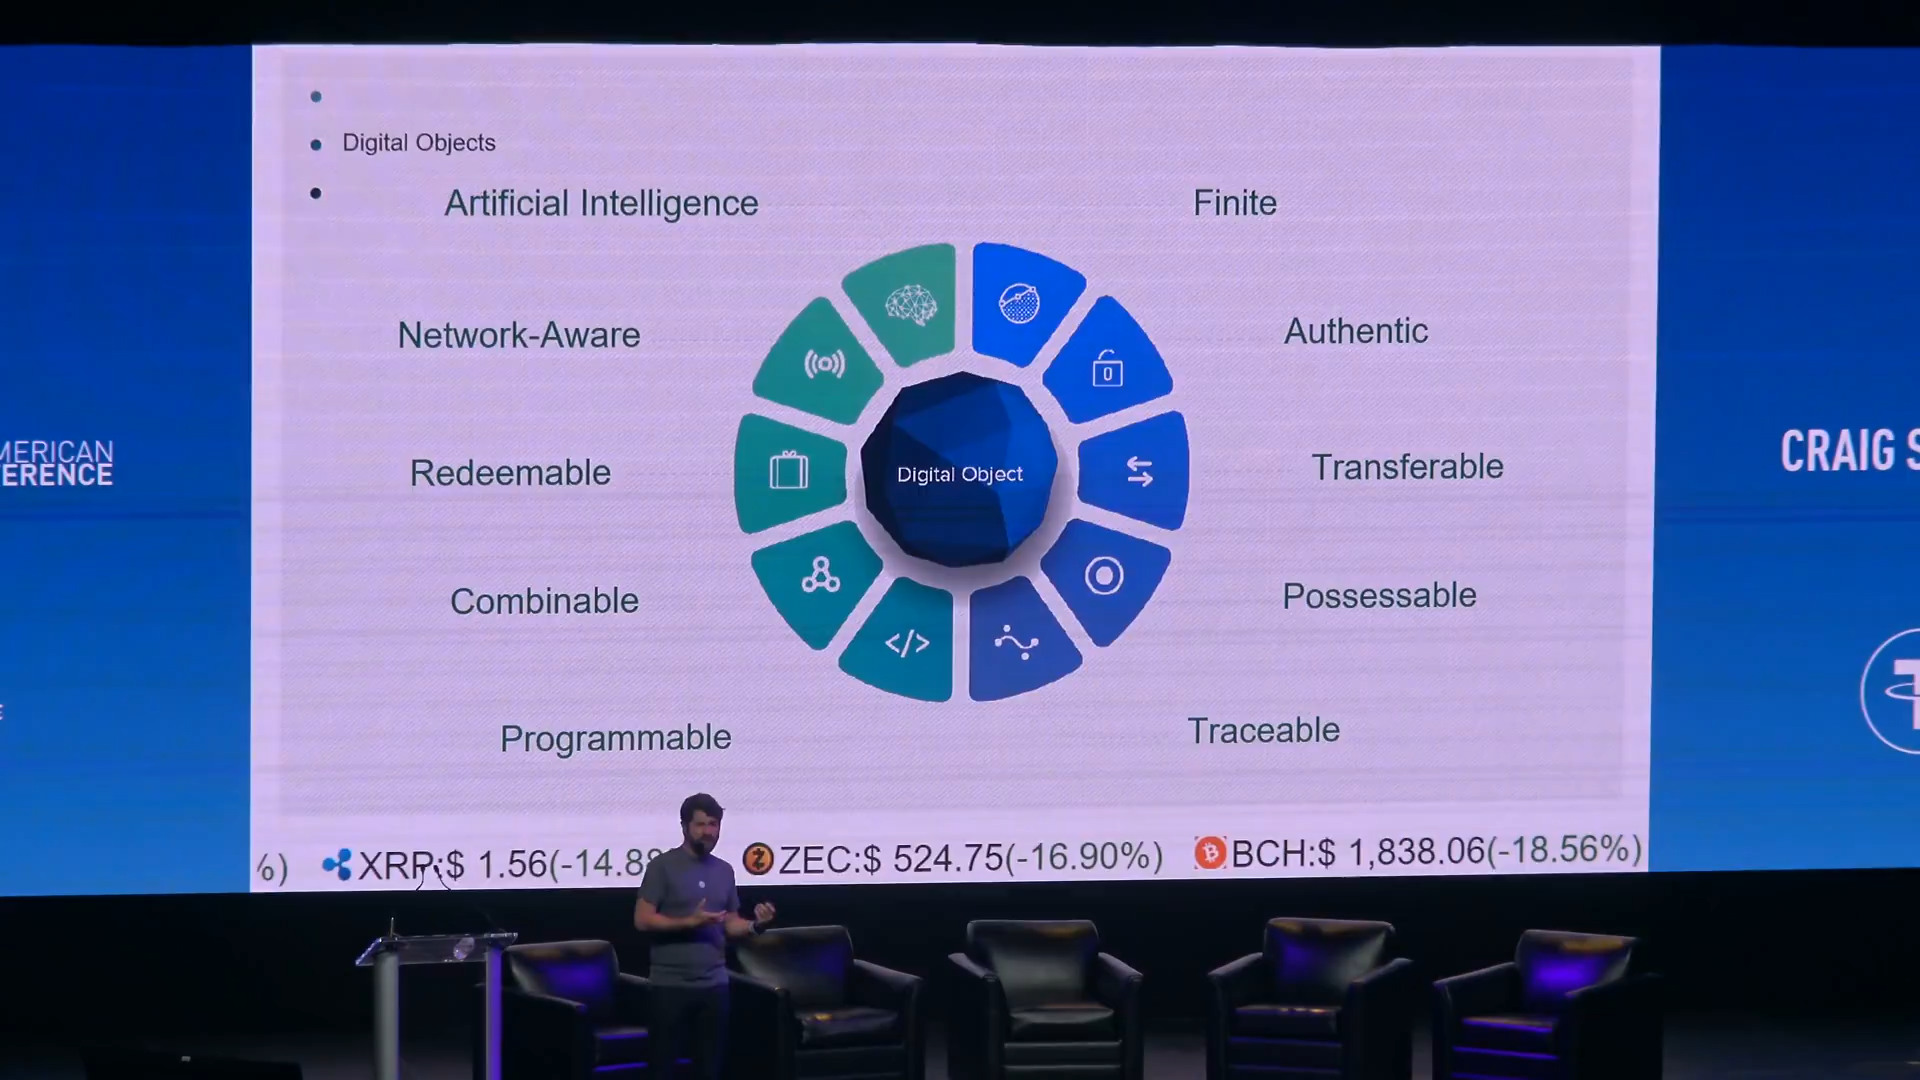 Digital Objects
Artificial Intelligence
Finite
Network-Aware
Authentic
Redeemable
Digital Object
Transferable
Combinable
Possessable
Programmable
Traceable
MERICAN
ERENCE
CRAIG S
%)
XRP:$ 1.56(-14.8
ZEC:$ 524.75(-16.90%)
BCH:$ 1,838.06(-18.56%)